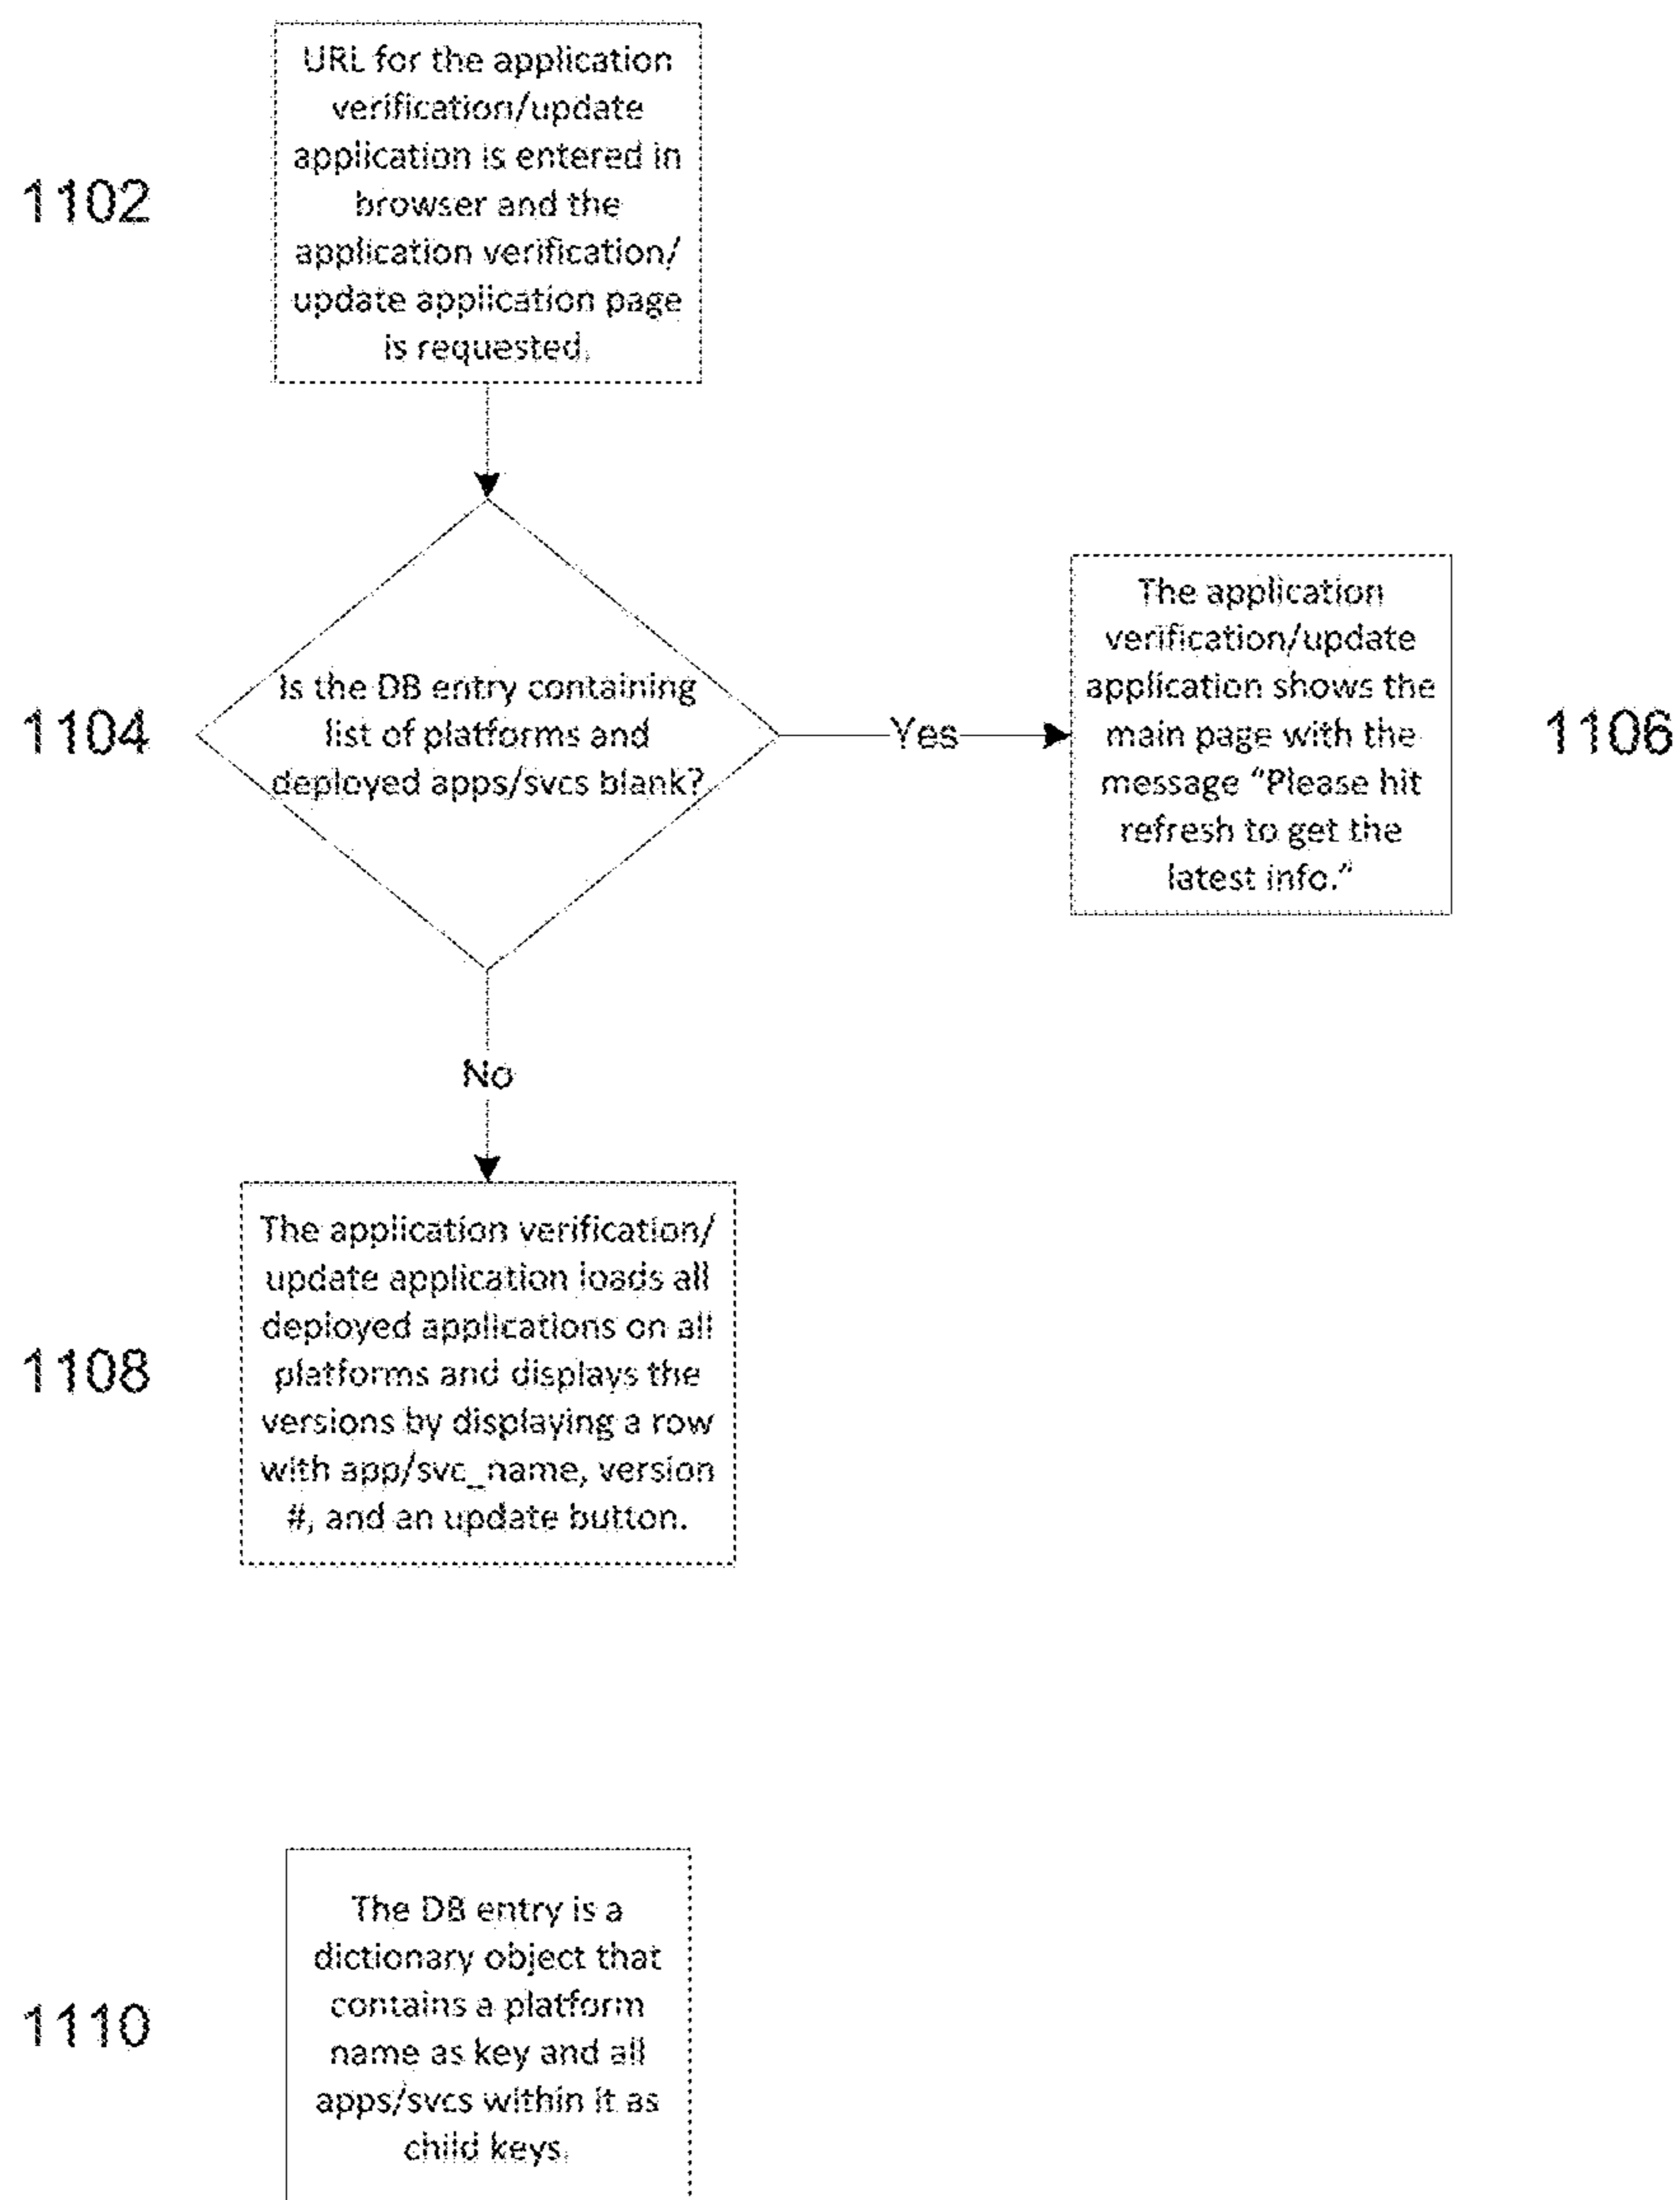 1102
URL for the application
verification/update
application is entered in
browser and the
application verification/
update application page
is requested.
1104
Is the DB entry containing
list of platforms and
deployed apps/svcs blank?
Yes
The application
verification/update
application shows the
main page with the
message “Please hit
refresh to get the
latest info.”
1106
No
1108
The application verification/
update application loads all
deployed applications on all
platforms and displays the
versions by displaying a row
with app/svc_name, version
#, and an update button.
1110
The DB entry is a
dictionary object that
contains a platform
name as key and all
apps/svcs within it as
child keys.